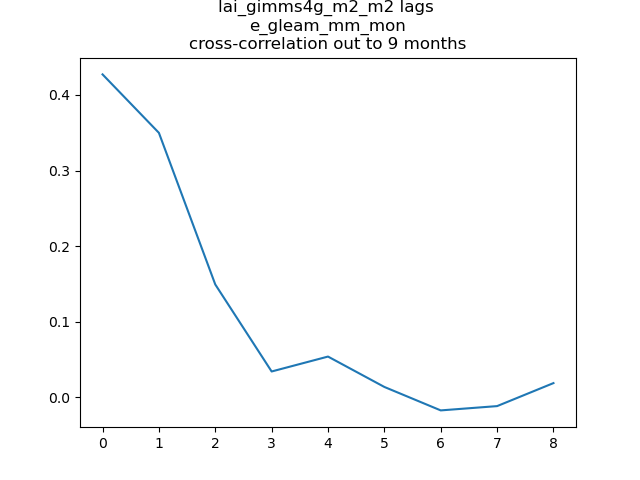 lai_gimms4g_m2_m2 lags
e_gleam_mm_mon
cross-correlation out to 9 months
0.4
0.3
0.2
0.1
0.0
0 1 2 3 4 5 6 7 8